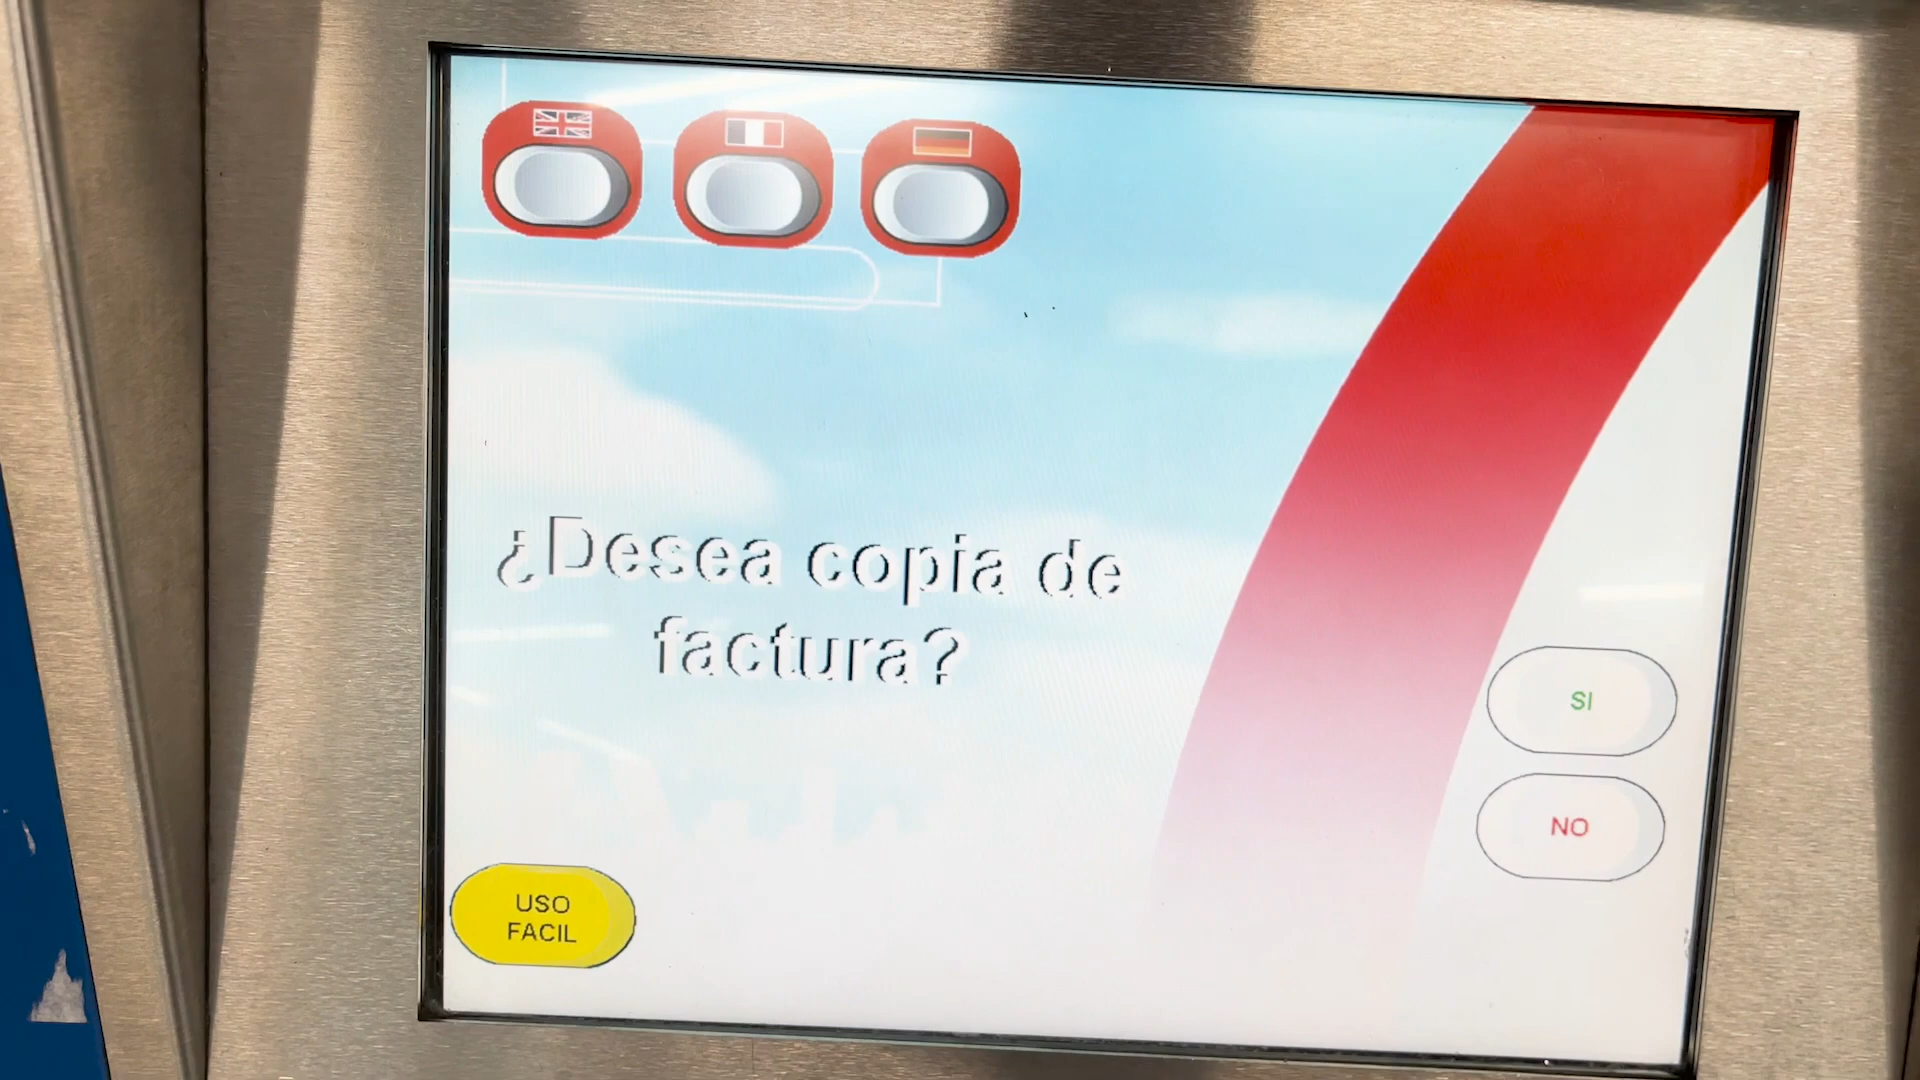 ¿Desea copia de
factura?
SI
NO
USO
FACIL